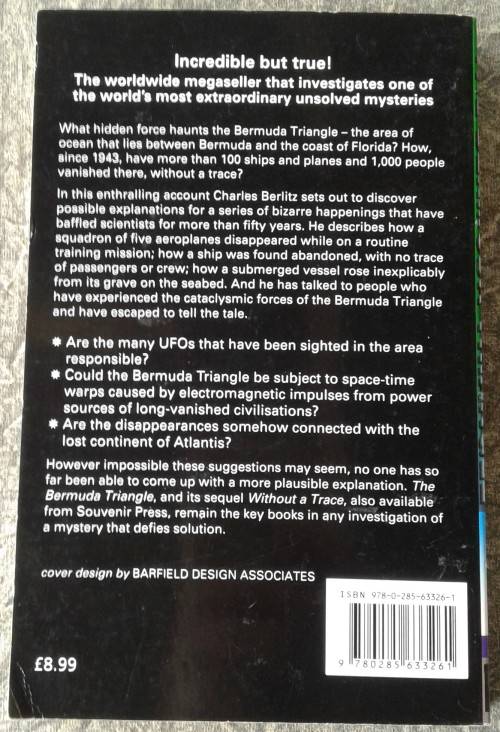 Incredible but true!
The worldwide megaseller that investigates one of
the world's most extraordinary unsolved mysteries
What hidden force haunts the Bermuda Triangle – the area of
ocean that lies between Bermuda and the coast of Florida? How,
since 1943, have more than 100 ships and planes and 1,000 people
vanished there, without a trace?
In this enthralling account Charles Berlitz sets out to discover
possible explanations for a series of bizarre happenings that have
baffled scientists for more than fifty years. He describes how a
squadron of five aeroplanes disappeared while on a routine
training mission; how a ship was found abandoned, with no trace
of passengers or crew; how a submerged vessel rose inexplicably
from its grave on the seabed. And he has talked to people who
have experienced the cataclysmic forces of the Bermuda Triangle
and have escaped to tell the tale.
✸ Are the many UFOs that have been sighted in the area
responsible?
✸ Could the Bermuda Triangle be subject to space-time
warps caused by electromagnetic impulses from power
sources of long-vanished civilisations?
✸ Are the disappearances somehow connected with the
lost continent of Atlantis?
However impossible these suggestions may seem, no one has so
far been able to come up with a more plausible explanation. The
Bermuda Triangle, and its sequel Without a Trace, also available
from Souvenir Press, remain the key books in any investigation of
a mystery that defies solution.
cover design by BARFIELD DESIGN ASSOCIATES
ISBN 978-0-285-63326-1
9 780285 633261
£8.99